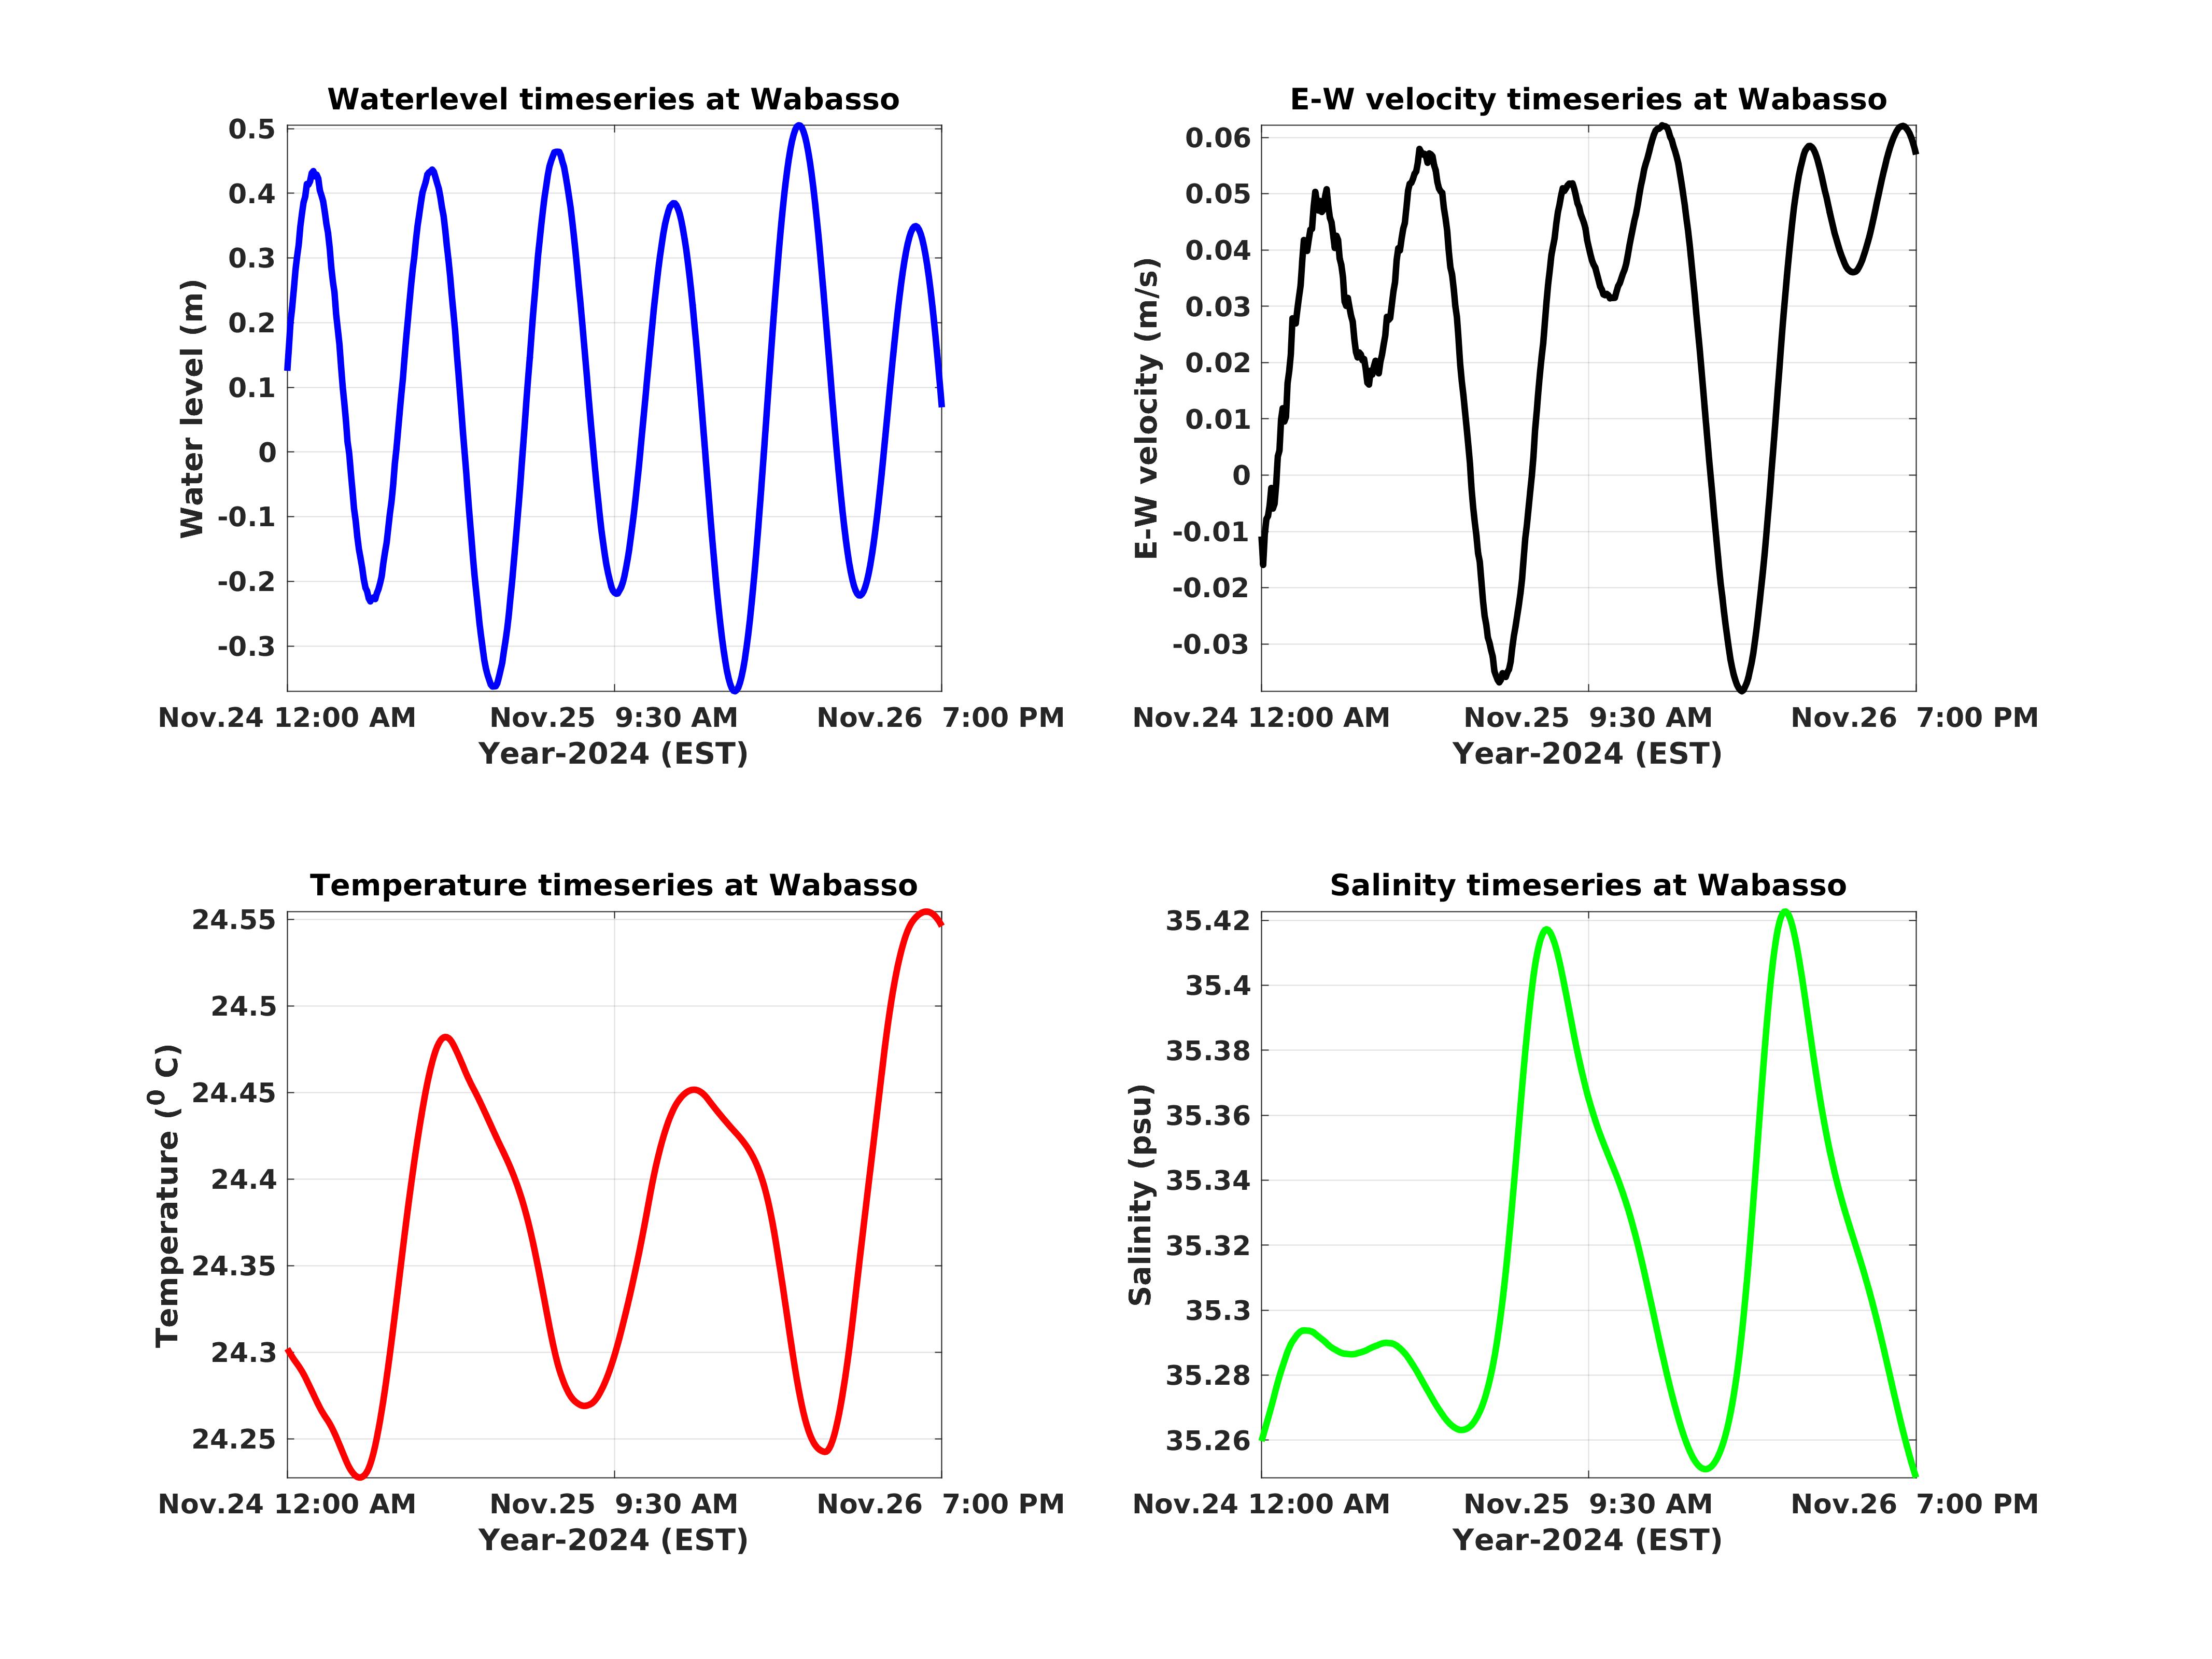 Waterlevel timeseries at Wabasso
0.5
0.4
0.3
0.2
0.1
0
-0.1
-0.2
-0.3
Water level (m)
Nov.24 12:00 AM Nov.25 9:30 AM Nov.26 7:00 PM
Year-2024 (EST)
E-W velocity timeseries at Wabasso
0.06
0.05
0.04
0.03
0.02
0.01
0
-0.01
-0.02
-0.03
E-W velocity (m/s)
Nov.24 12:00 AM Nov.25 9:30 AM Nov.26 7:00 PM
Year-2024 (EST)
Temperature timeseries at Wabasso
24.55
24.5
24.45
24.4
24.35
24.3
24.25
Temperature (⁰ C)
Nov.24 12:00 AM Nov.25 9:30 AM Nov.26 7:00 PM
Year-2024 (EST)
Salinity timeseries at Wabasso
35.42
35.4
35.38
35.36
35.34
35.32
35.3
35.28
35.26
Salinity (psu)
Nov.24 12:00 AM Nov.25 9:30 AM Nov.26 7:00 PM
Year-2024 (EST)